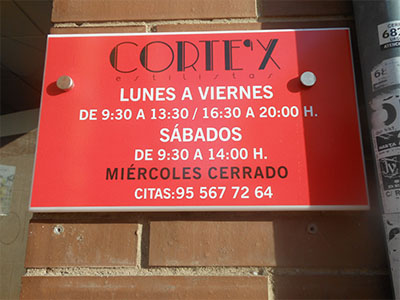 CORTE'X
estilistas
LUNES A VIERNES
DE 9:30 A 13:30 / 16:30 A 20:00 H.
SÁBADOS
DE 9:30 A 14:00 H.
MIÉRCOLES CERRADO
CITAS: 95 567 72 64